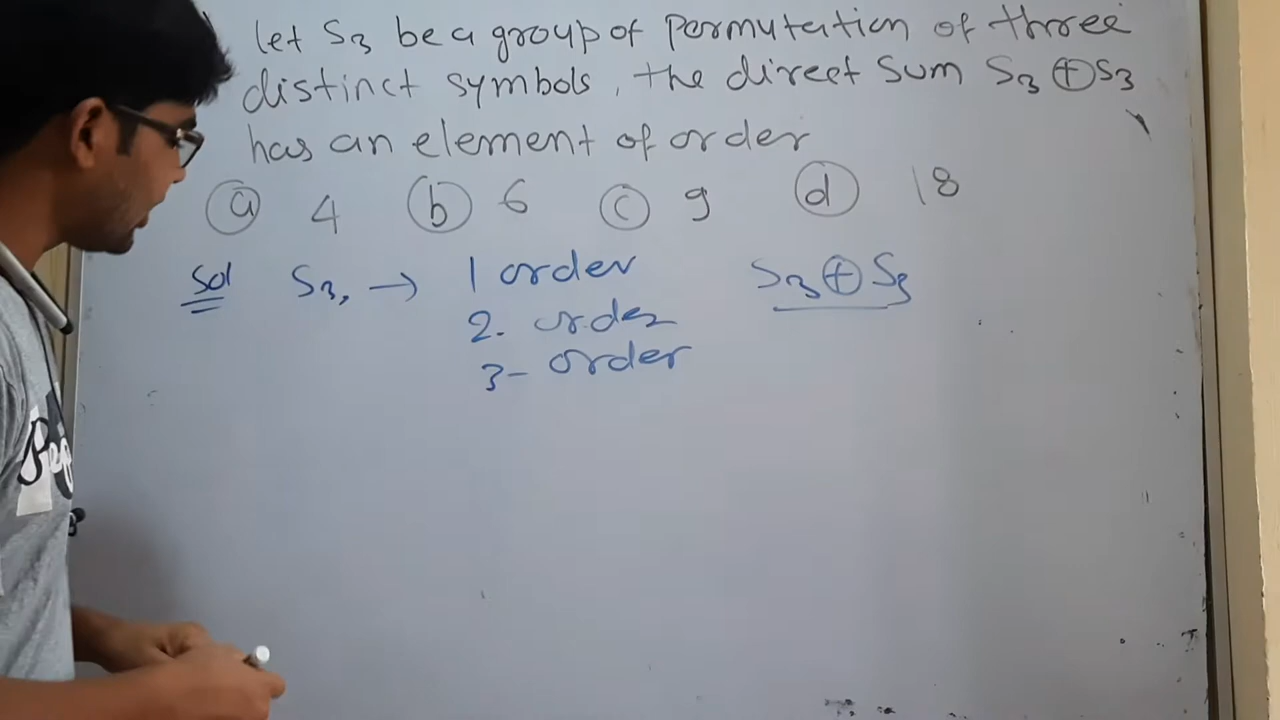 let S3 be a group of Permutation of three
distinct symbols, the direct sum S3 ⊕ S3
has an element of order
(a) 4 (b) 6 (c) 9 (d) 18
Sol S3, → 1 order S3 ⊕ S3
2. order
3- order